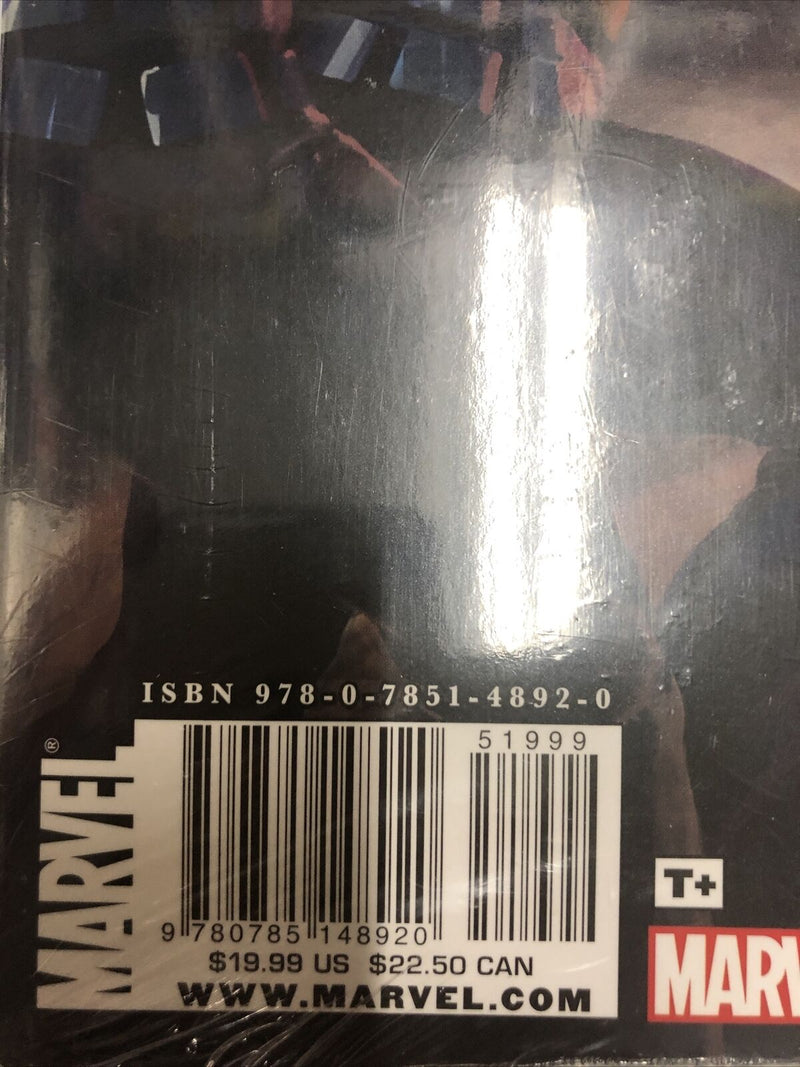 ISBN 978-0-7851-4892-0
MARVEL®
51999
9 780785 148920
$19.99 US $22.50 CAN
WWW.MARVEL.COM
T+
MARV